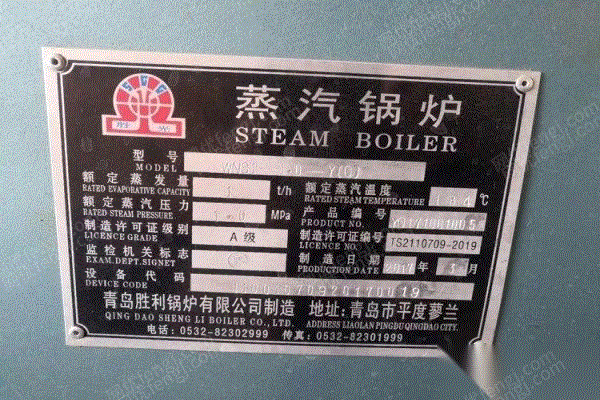 蒸汽锅炉
STEAM BOILER
型号
MODEL
额定蒸发量 t/h 额定蒸汽温度 ℃
RATED EVAPORATIVE CAPACITY RATED STEAM TEMPERATURE
额定蒸汽压力 MPa 产品编号
RATED STEAM PRESSURE PRODUCT NO.
制造许可证级别 A级 制造许可证编号 TS2110709-2019
LICENCE GRADE LICENCE NO.
监检机关标志 制造日期 2017 年 月
EXAM.DEPT.SIGNET PRODUCTION DATE
设备代码
DEVICE CODE
青岛胜利锅炉有限公司制造 地址:青岛市平度蓼兰
QING DAO SHENG LI BOILER CO.,LTD. ADDRESS LIAOLAN PINGDU QINGDAO CITY.
电话:0532-82302999 传真:0532-82301999